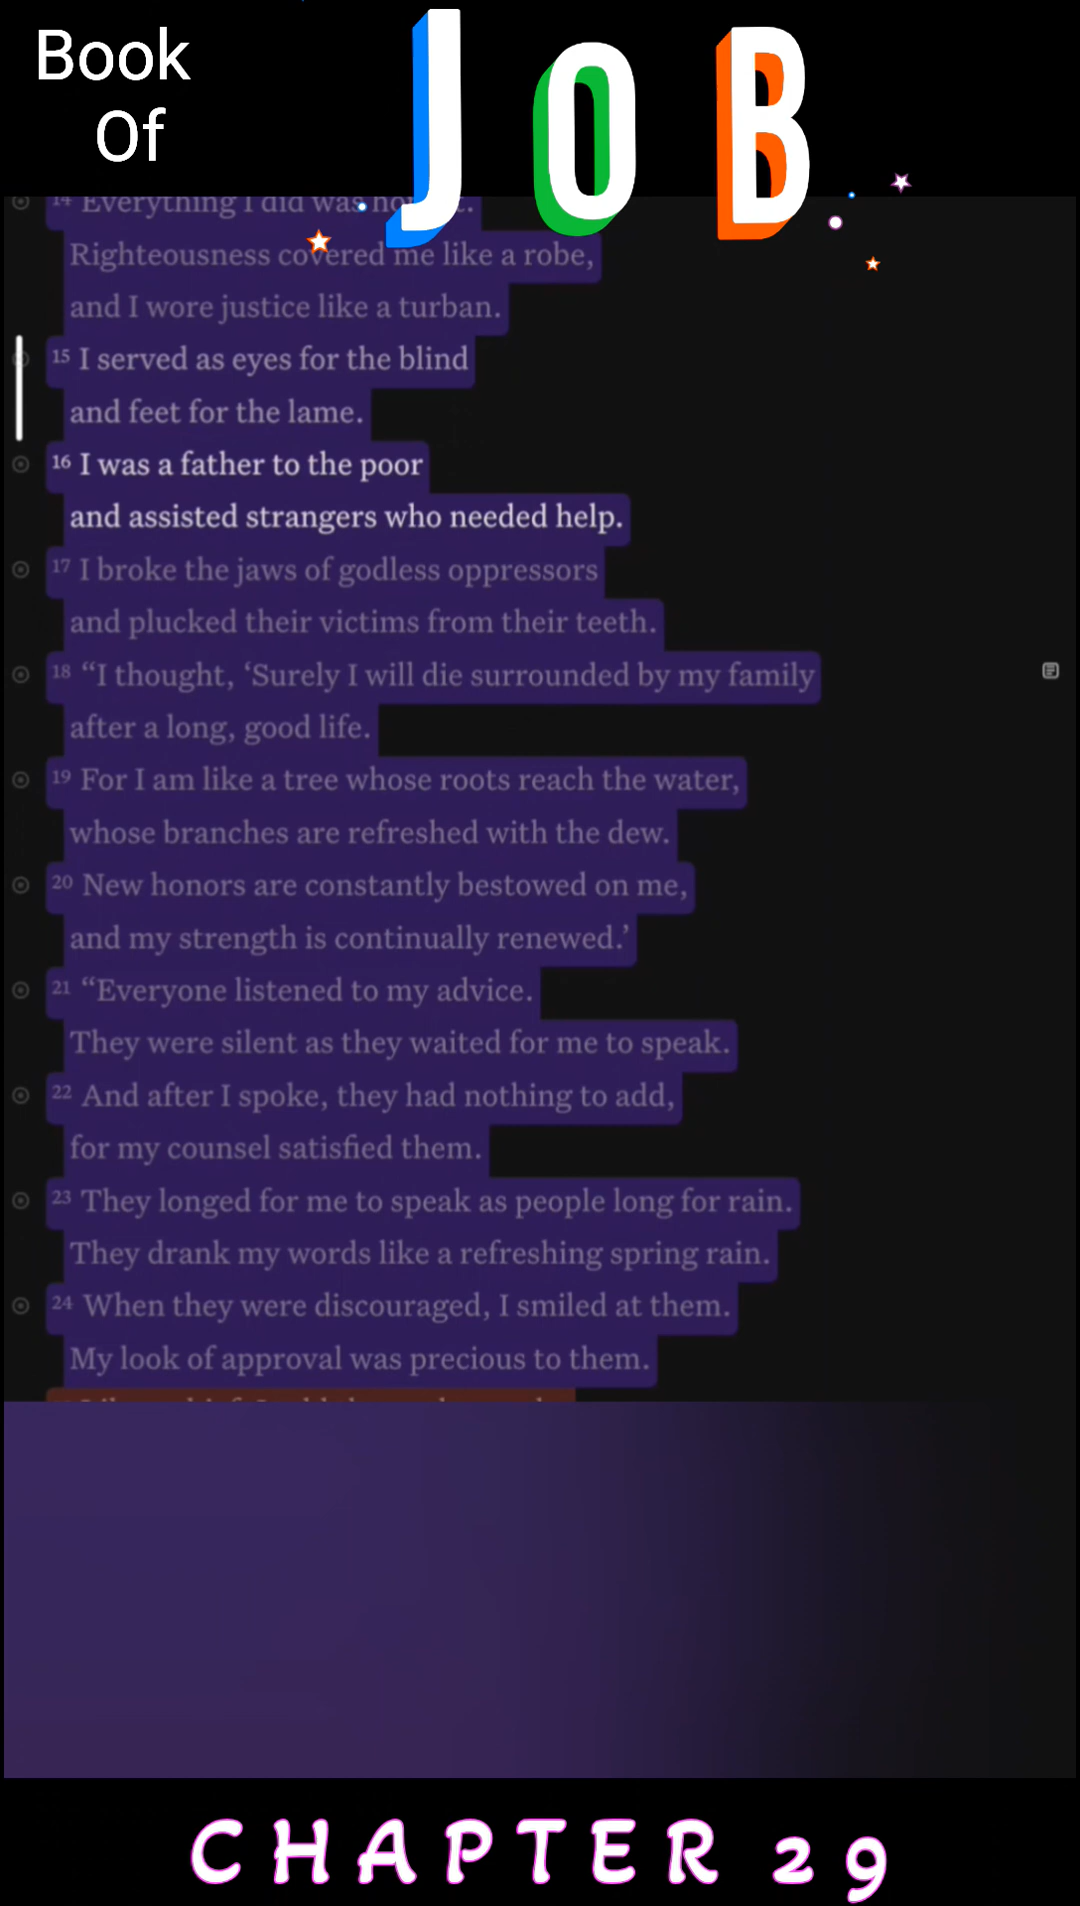 Book
Of
JOB
14 Everything I did was
Righteousness covered me like a robe,
and I wore justice like a turban.
15 I served as eyes for the blind
and feet for the lame.
16 I was a father to the poor
and assisted strangers who needed help.
17 I broke the jaws of godless oppressors
and plucked their victims from their teeth.
18 “I thought, ‘Surely I will die surrounded by my family
after a long, good life.
19 For I am like a tree whose roots reach the water,
whose branches are refreshed with the dew.
20 New honors are constantly bestowed on me,
and my strength is continually renewed.’
21 “Everyone listened to my advice.
They were silent as they waited for me to speak.
22 And after I spoke, they had nothing to add,
for my counsel satisfied them.
23 They longed for me to speak as people long for rain.
They drank my words like a refreshing spring rain.
24 When they were discouraged, I smiled at them.
My look of approval was precious to them.
CHAPTER 29